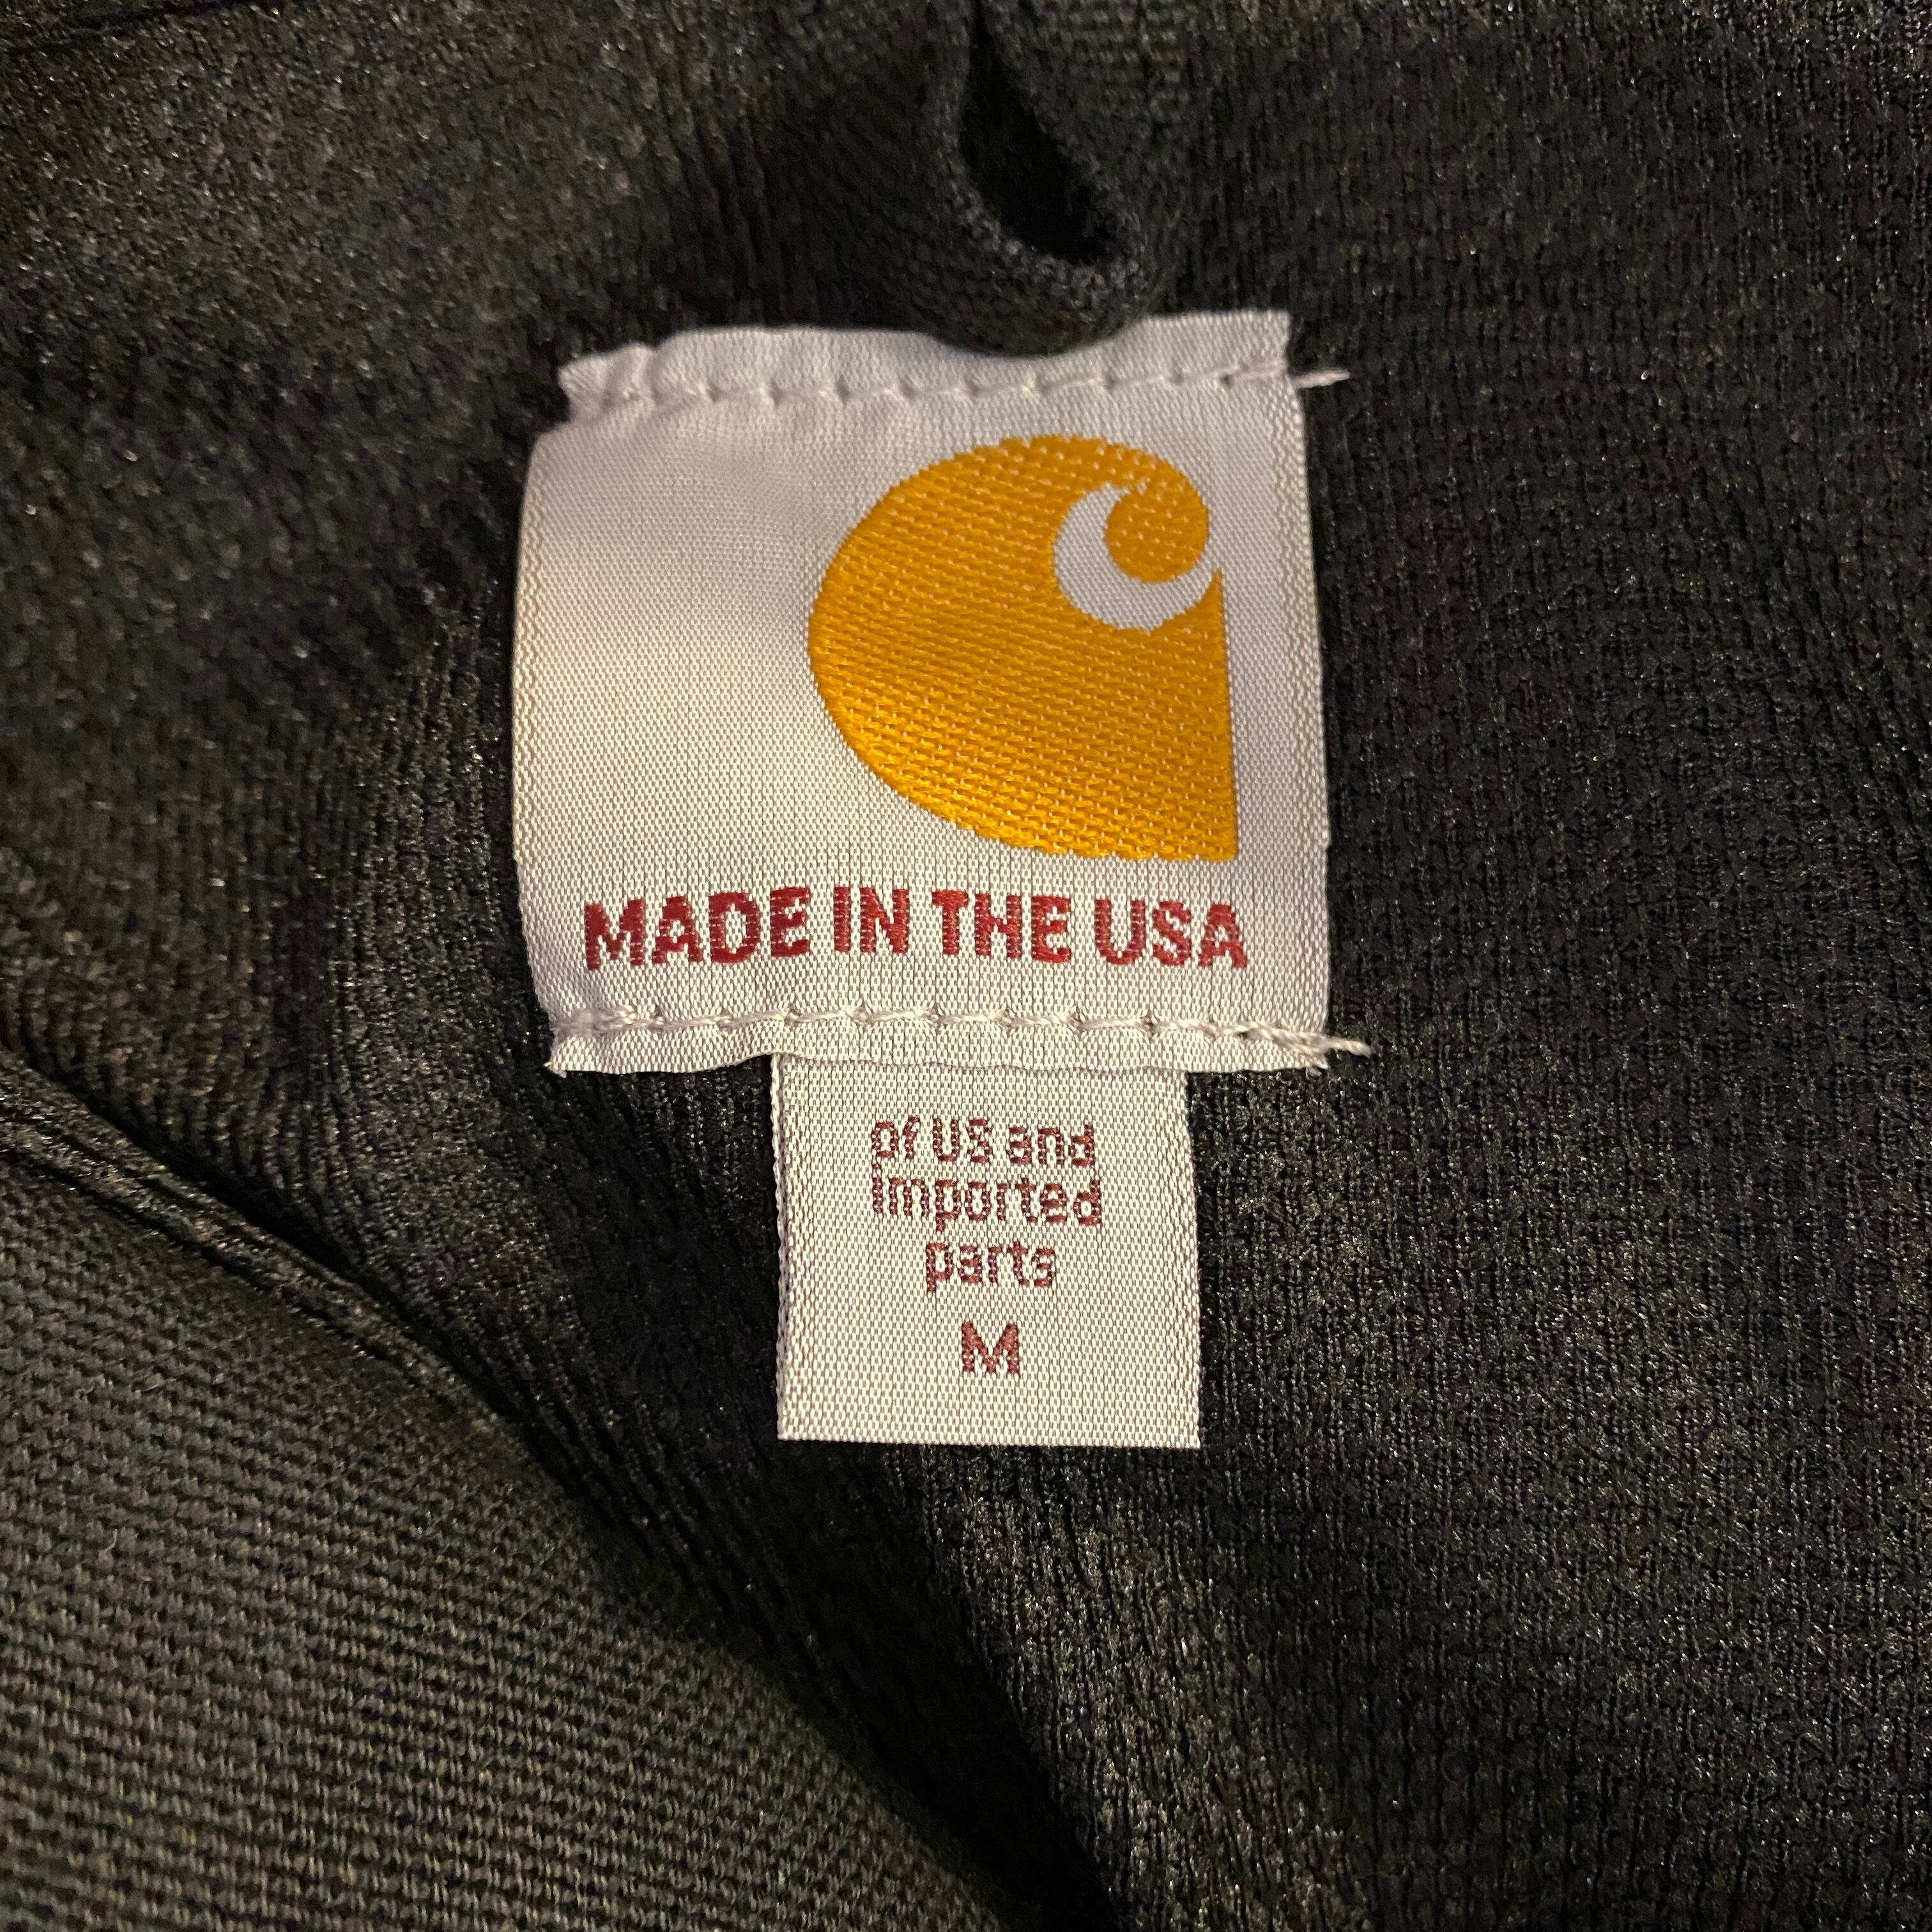 MADE IN THE USA
of US and
Imported
parts
M